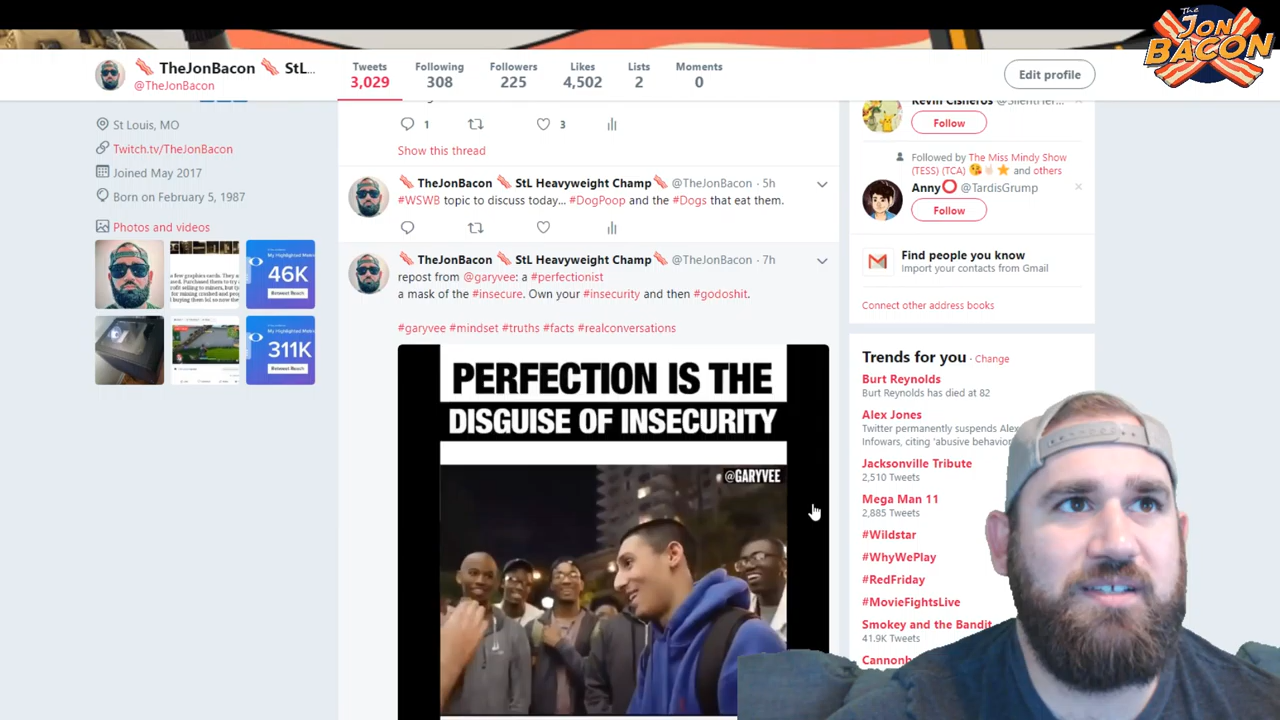 The
JON
BACON
TheJonBacon StL...
@TheJonBacon
Tweets
3,029
Following
308
Followers
225
Likes
4,502
Lists
2
Moments
0
Edit profile
St Louis, MO
Twitch.tv/TheJonBacon
Joined May 2017
Born on February 5, 1987
Photos and videos
46K
311K
1 3
Show this thread
TheJonBacon StL Heavyweight Champ @TheJonBacon · 5h
#WSWB topic to discuss today... #DogPoop and the #Dogs that eat them.
TheJonBacon StL Heavyweight Champ @TheJonBacon · 7h
repost from @garyvee: a #perfectionist
a mask of the #insecure. Own your #insecurity and then #godoshit.
#garyvee #mindset #truths #facts #realconversations
PERFECTION IS THE
DISGUISE OF INSECURITY
@GARYVEE
Kevin Cisneros @SilentHer...
Follow
Followed by The Miss Mindy Show
(TESS) (TCA) and others
Anny @TardisGrump
Follow
Find people you know
Import your contacts from Gmail
Connect other address books
Trends for you · Change
Burt Reynolds
Burt Reynolds has died at 82
Alex Jones
Twitter permanently suspends Alex
Infowars, citing 'abusive behavio
Jacksonville Tribute
2,510 Tweets
Mega Man 11
2,885 Tweets
#Wildstar
#WhyWePlay
#RedFriday
#MovieFightsLive
Smokey and the Bandit
41.9K Tweets
Cannonb